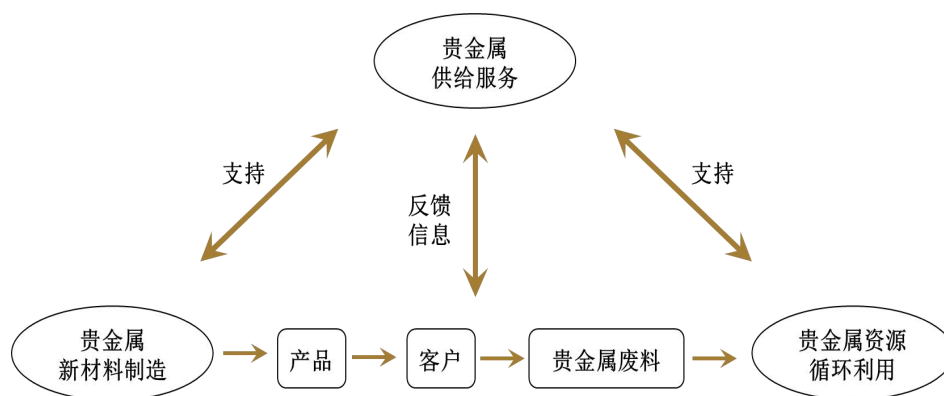 贵金属
供给服务
支持
反馈
信息
支持
贵金属
新材料制造
产品
客户
贵金属废料
贵金属资源
循环利用